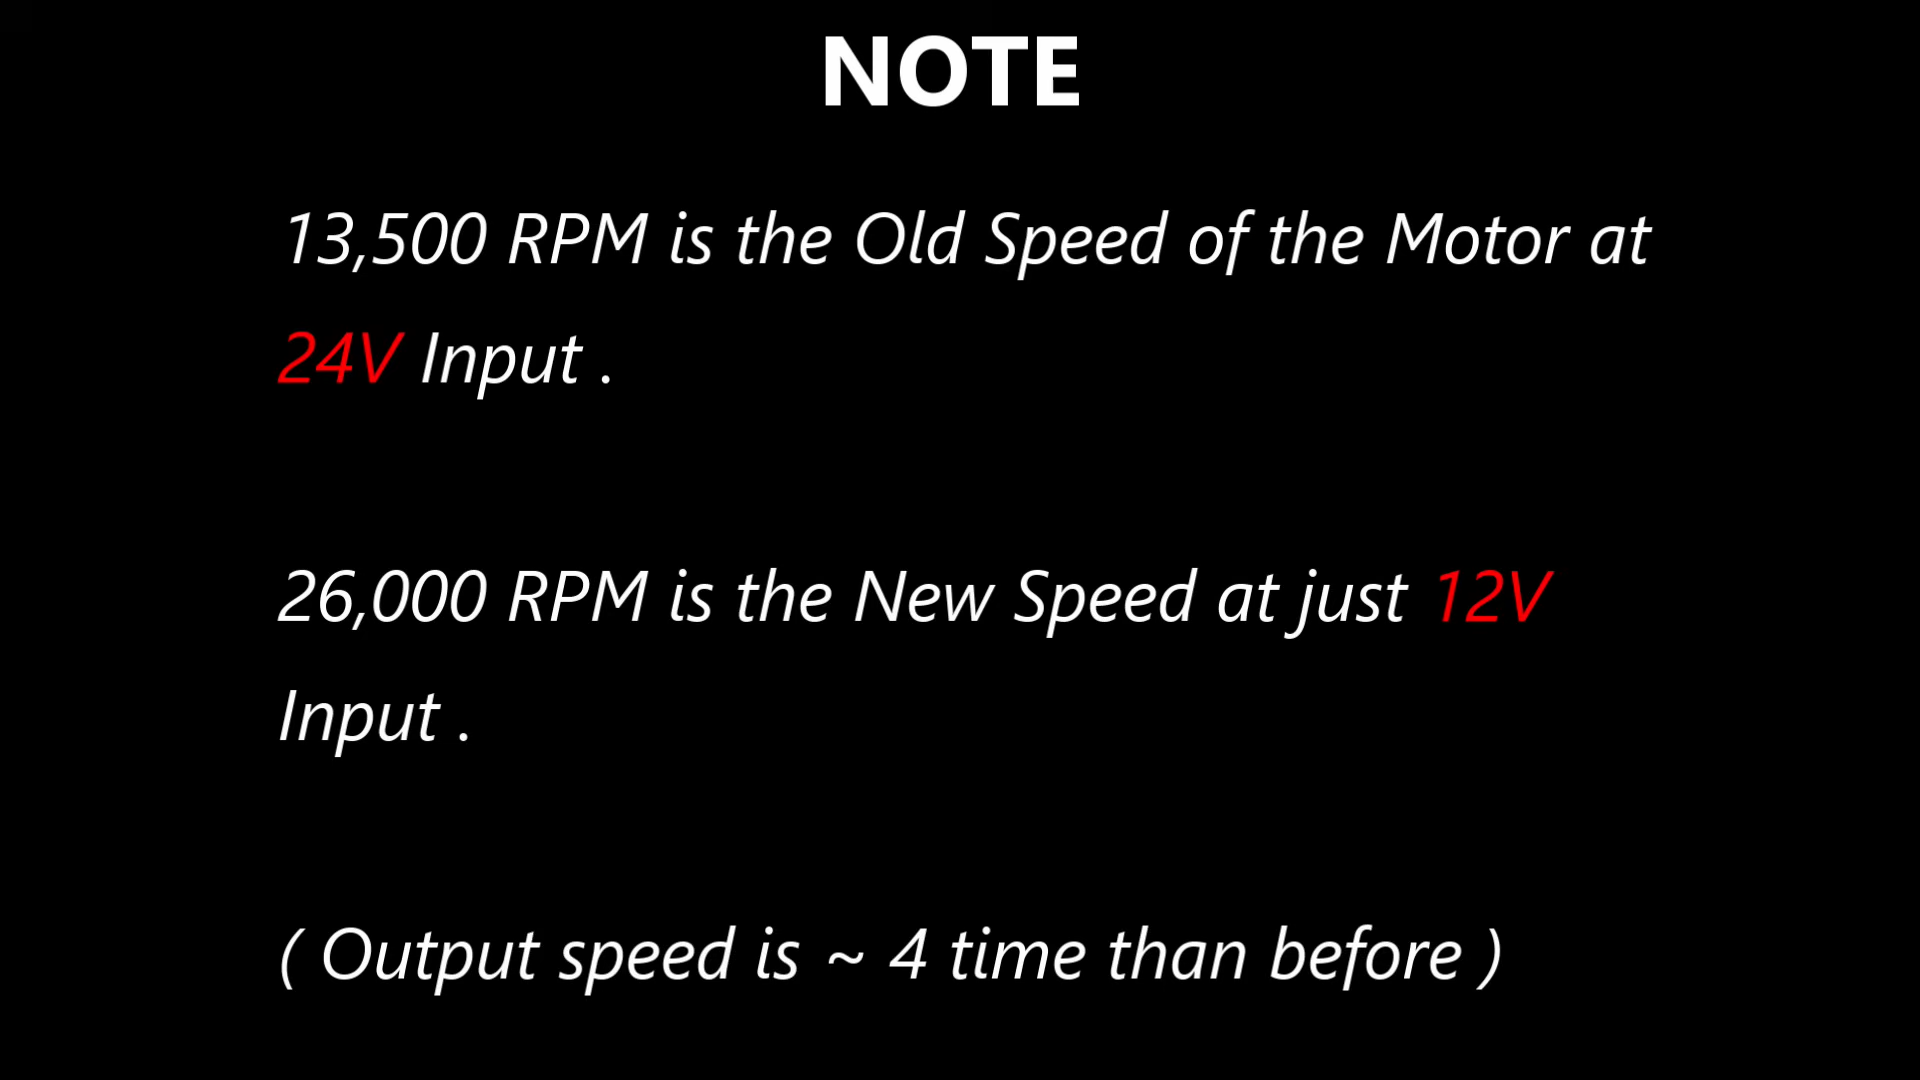 NOTE
13,500 RPM is the Old Speed of the Motor at
24V Input .
26,000 RPM is the New Speed at just 12V
Input .
( Output speed is ~ 4 time than before )